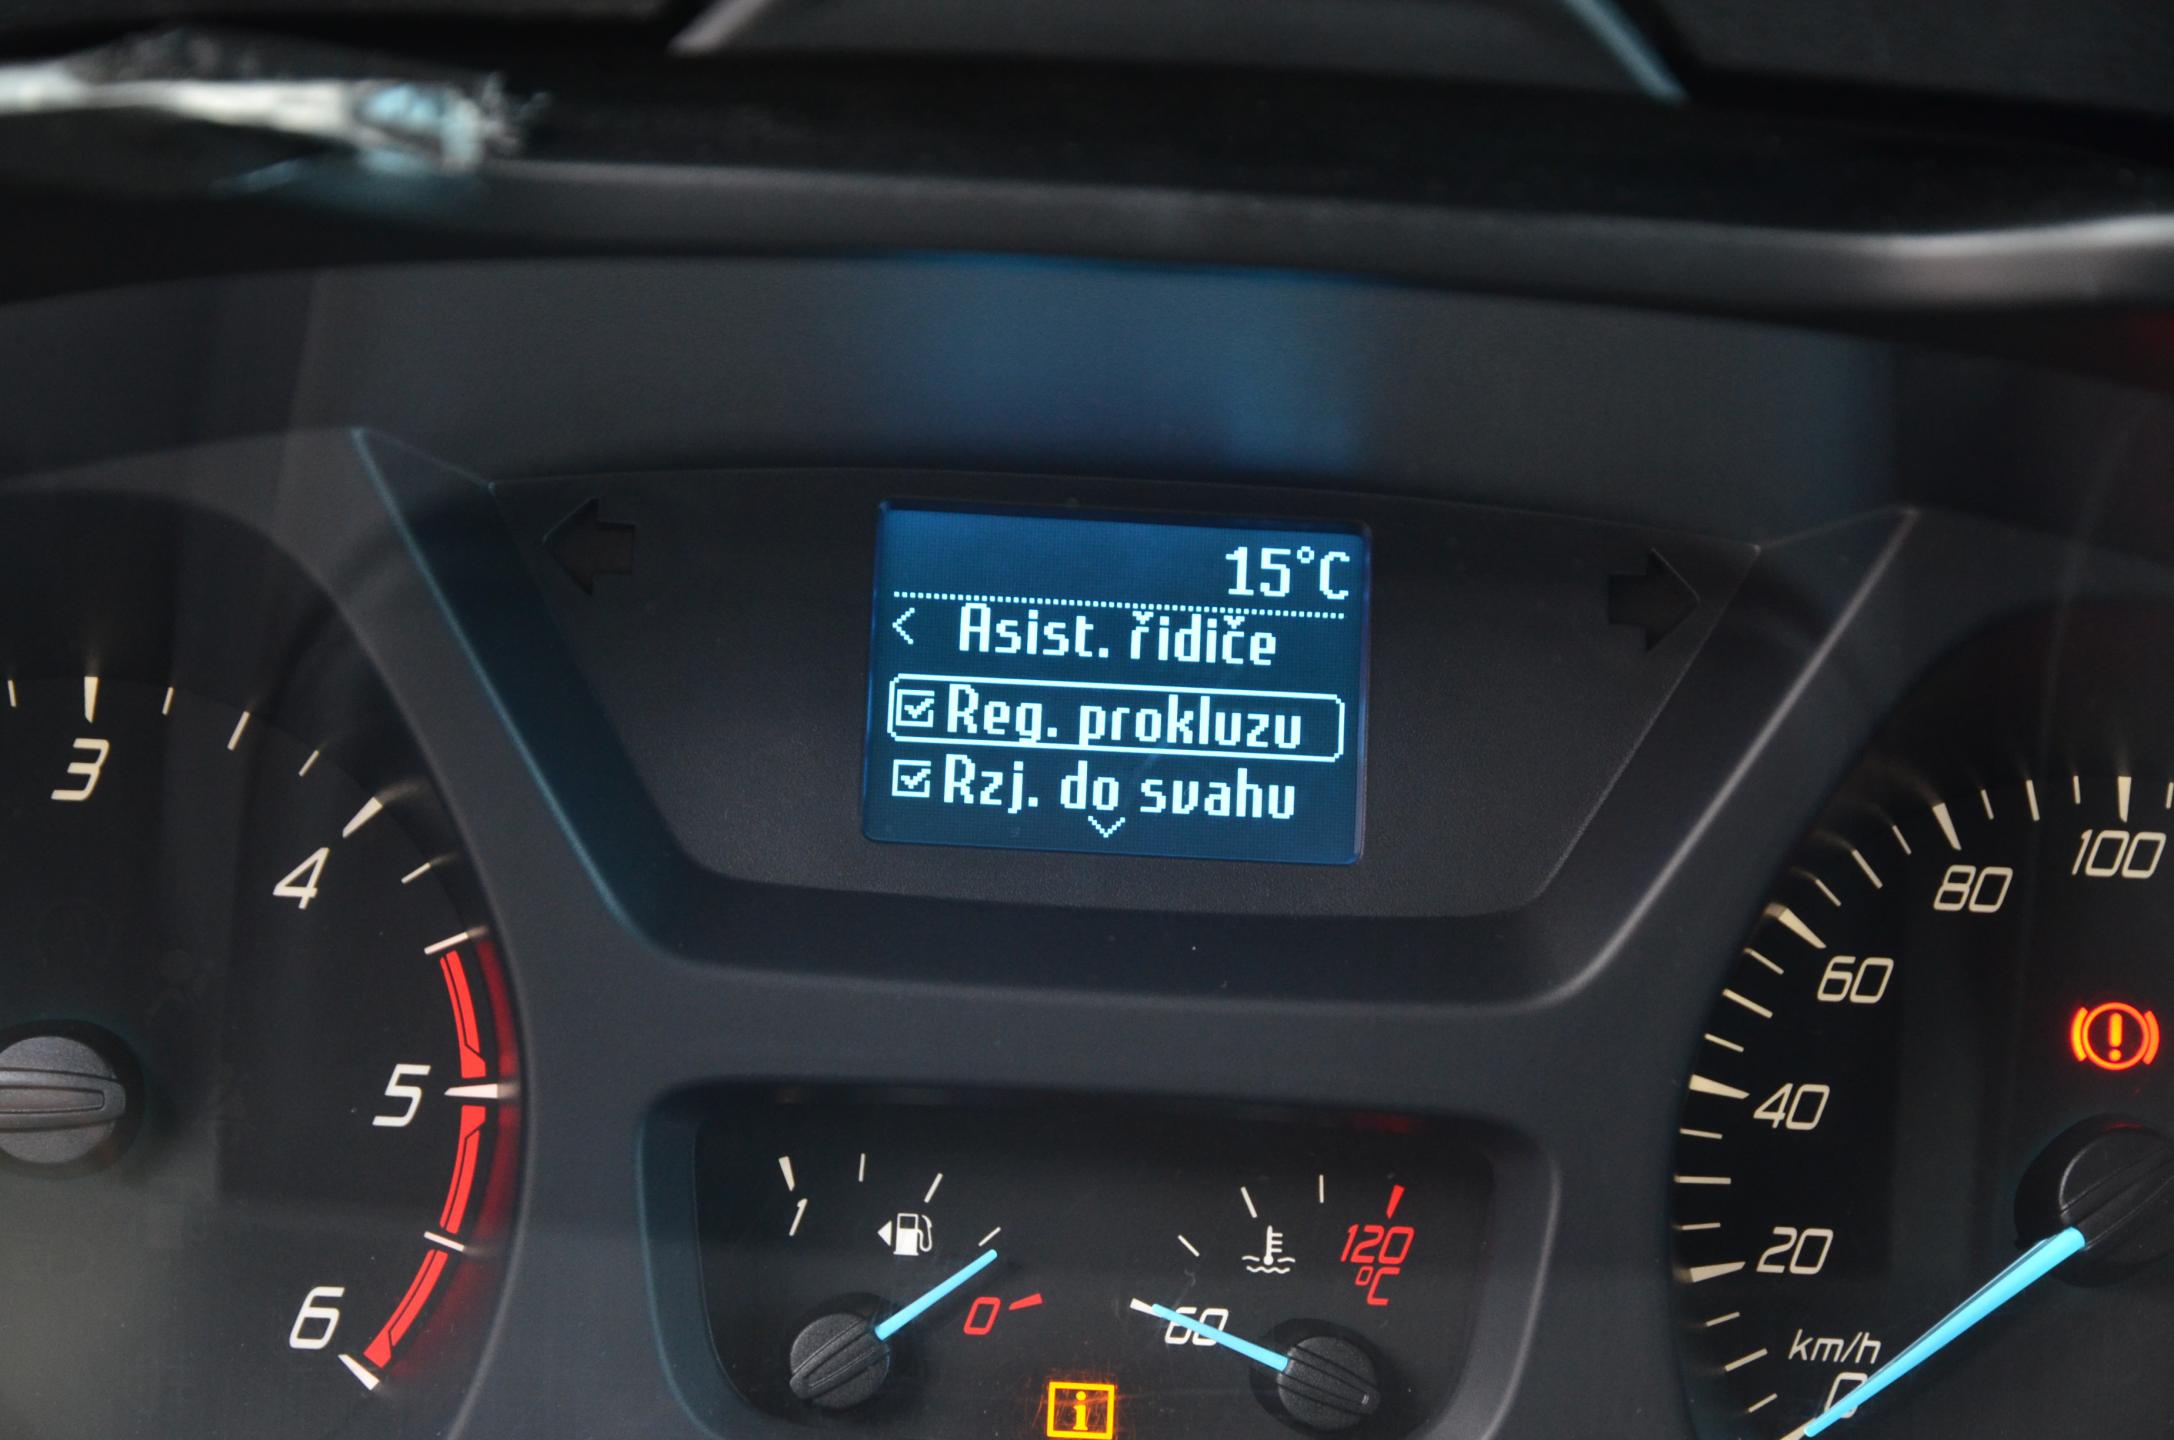 15°C
< Asist. řidiče
Reg. prokluzu
Rzj. do svahu
3
4
5
6
1
0
60
120
°C
100
80
60
40
20
km/h
0
i
!